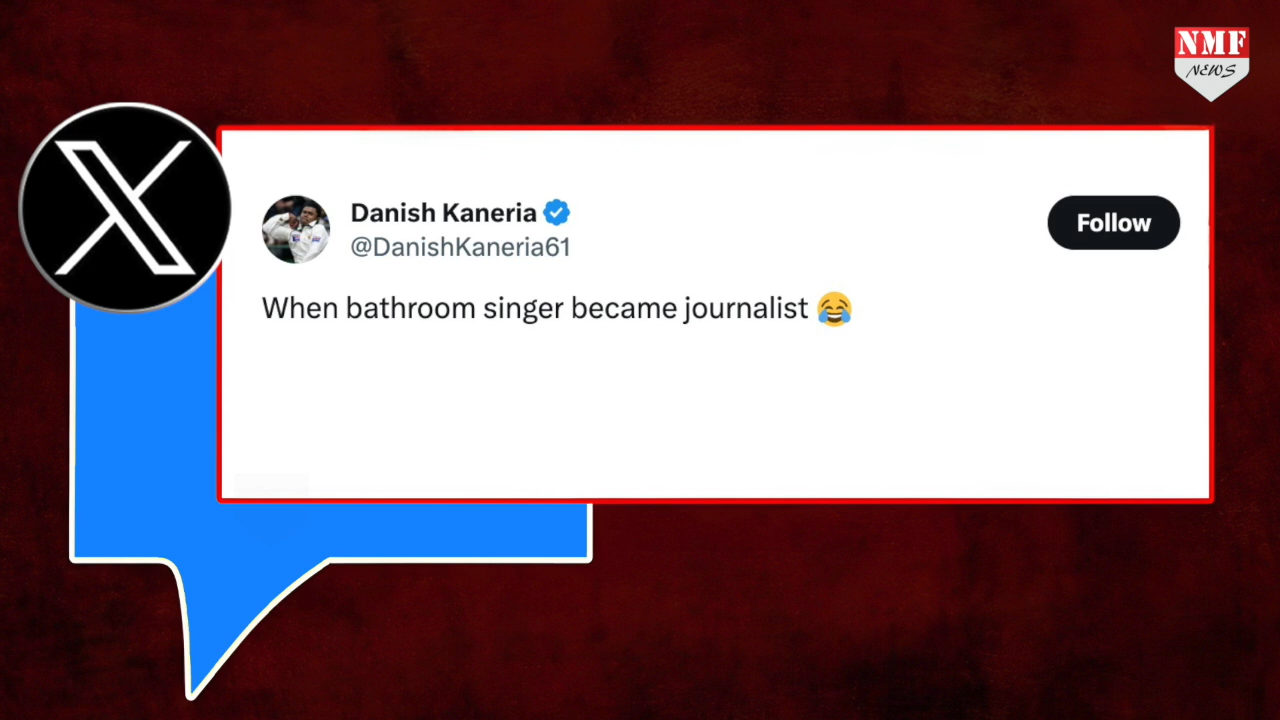 NMF
NEWS
Danish Kaneria
@DanishKaneria61
Follow
When bathroom singer became journalist 😂